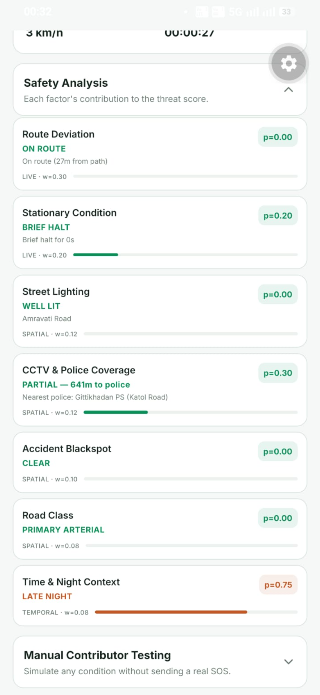 00:32
3 km/h 00:00:27
Safety Analysis
Each factor's contribution to the threat score.
Route Deviation
p=0.00
ON ROUTE
On route (27m from path)
LIVE · w=0.30
Stationary Condition
p=0.20
BRIEF HALT
Brief halt for 0s
LIVE · w=0.20
Street Lighting
p=0.00
WELL LIT
Amravati Road
SPATIAL · w=0.12
CCTV & Police Coverage
p=0.30
PARTIAL — 641m to police
Nearest police: Gittikhadan PS (Katol Road)
SPATIAL · w=0.12
Accident Blackspot
p=0.00
CLEAR
SPATIAL · w=0.10
Road Class
p=0.00
PRIMARY ARTERIAL
SPATIAL · w=0.08
Time & Night Context
p=0.75
LATE NIGHT
TEMPORAL · w=0.08
Manual Contributor Testing
Simulate any condition without sending a real SOS.